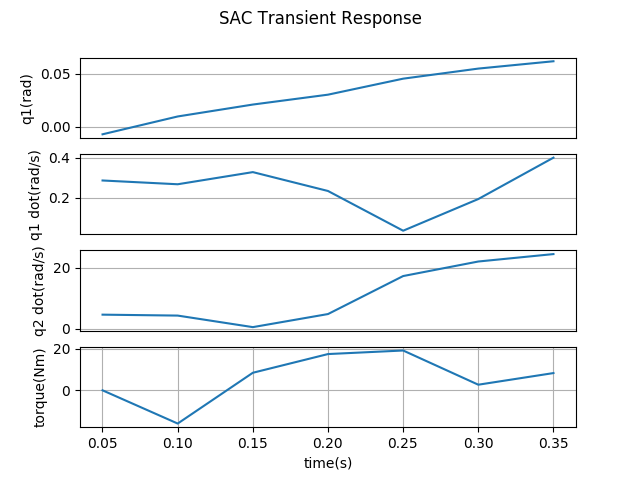 SAC Transient Response
q1(rad)
0.05
0.00
q1 dot(rad/s)
0.4
0.2
q2 dot(rad/s)
20
0
torque(Nm)
20
0
0.05 0.10 0.15 0.20 0.25 0.30 0.35
time(s)